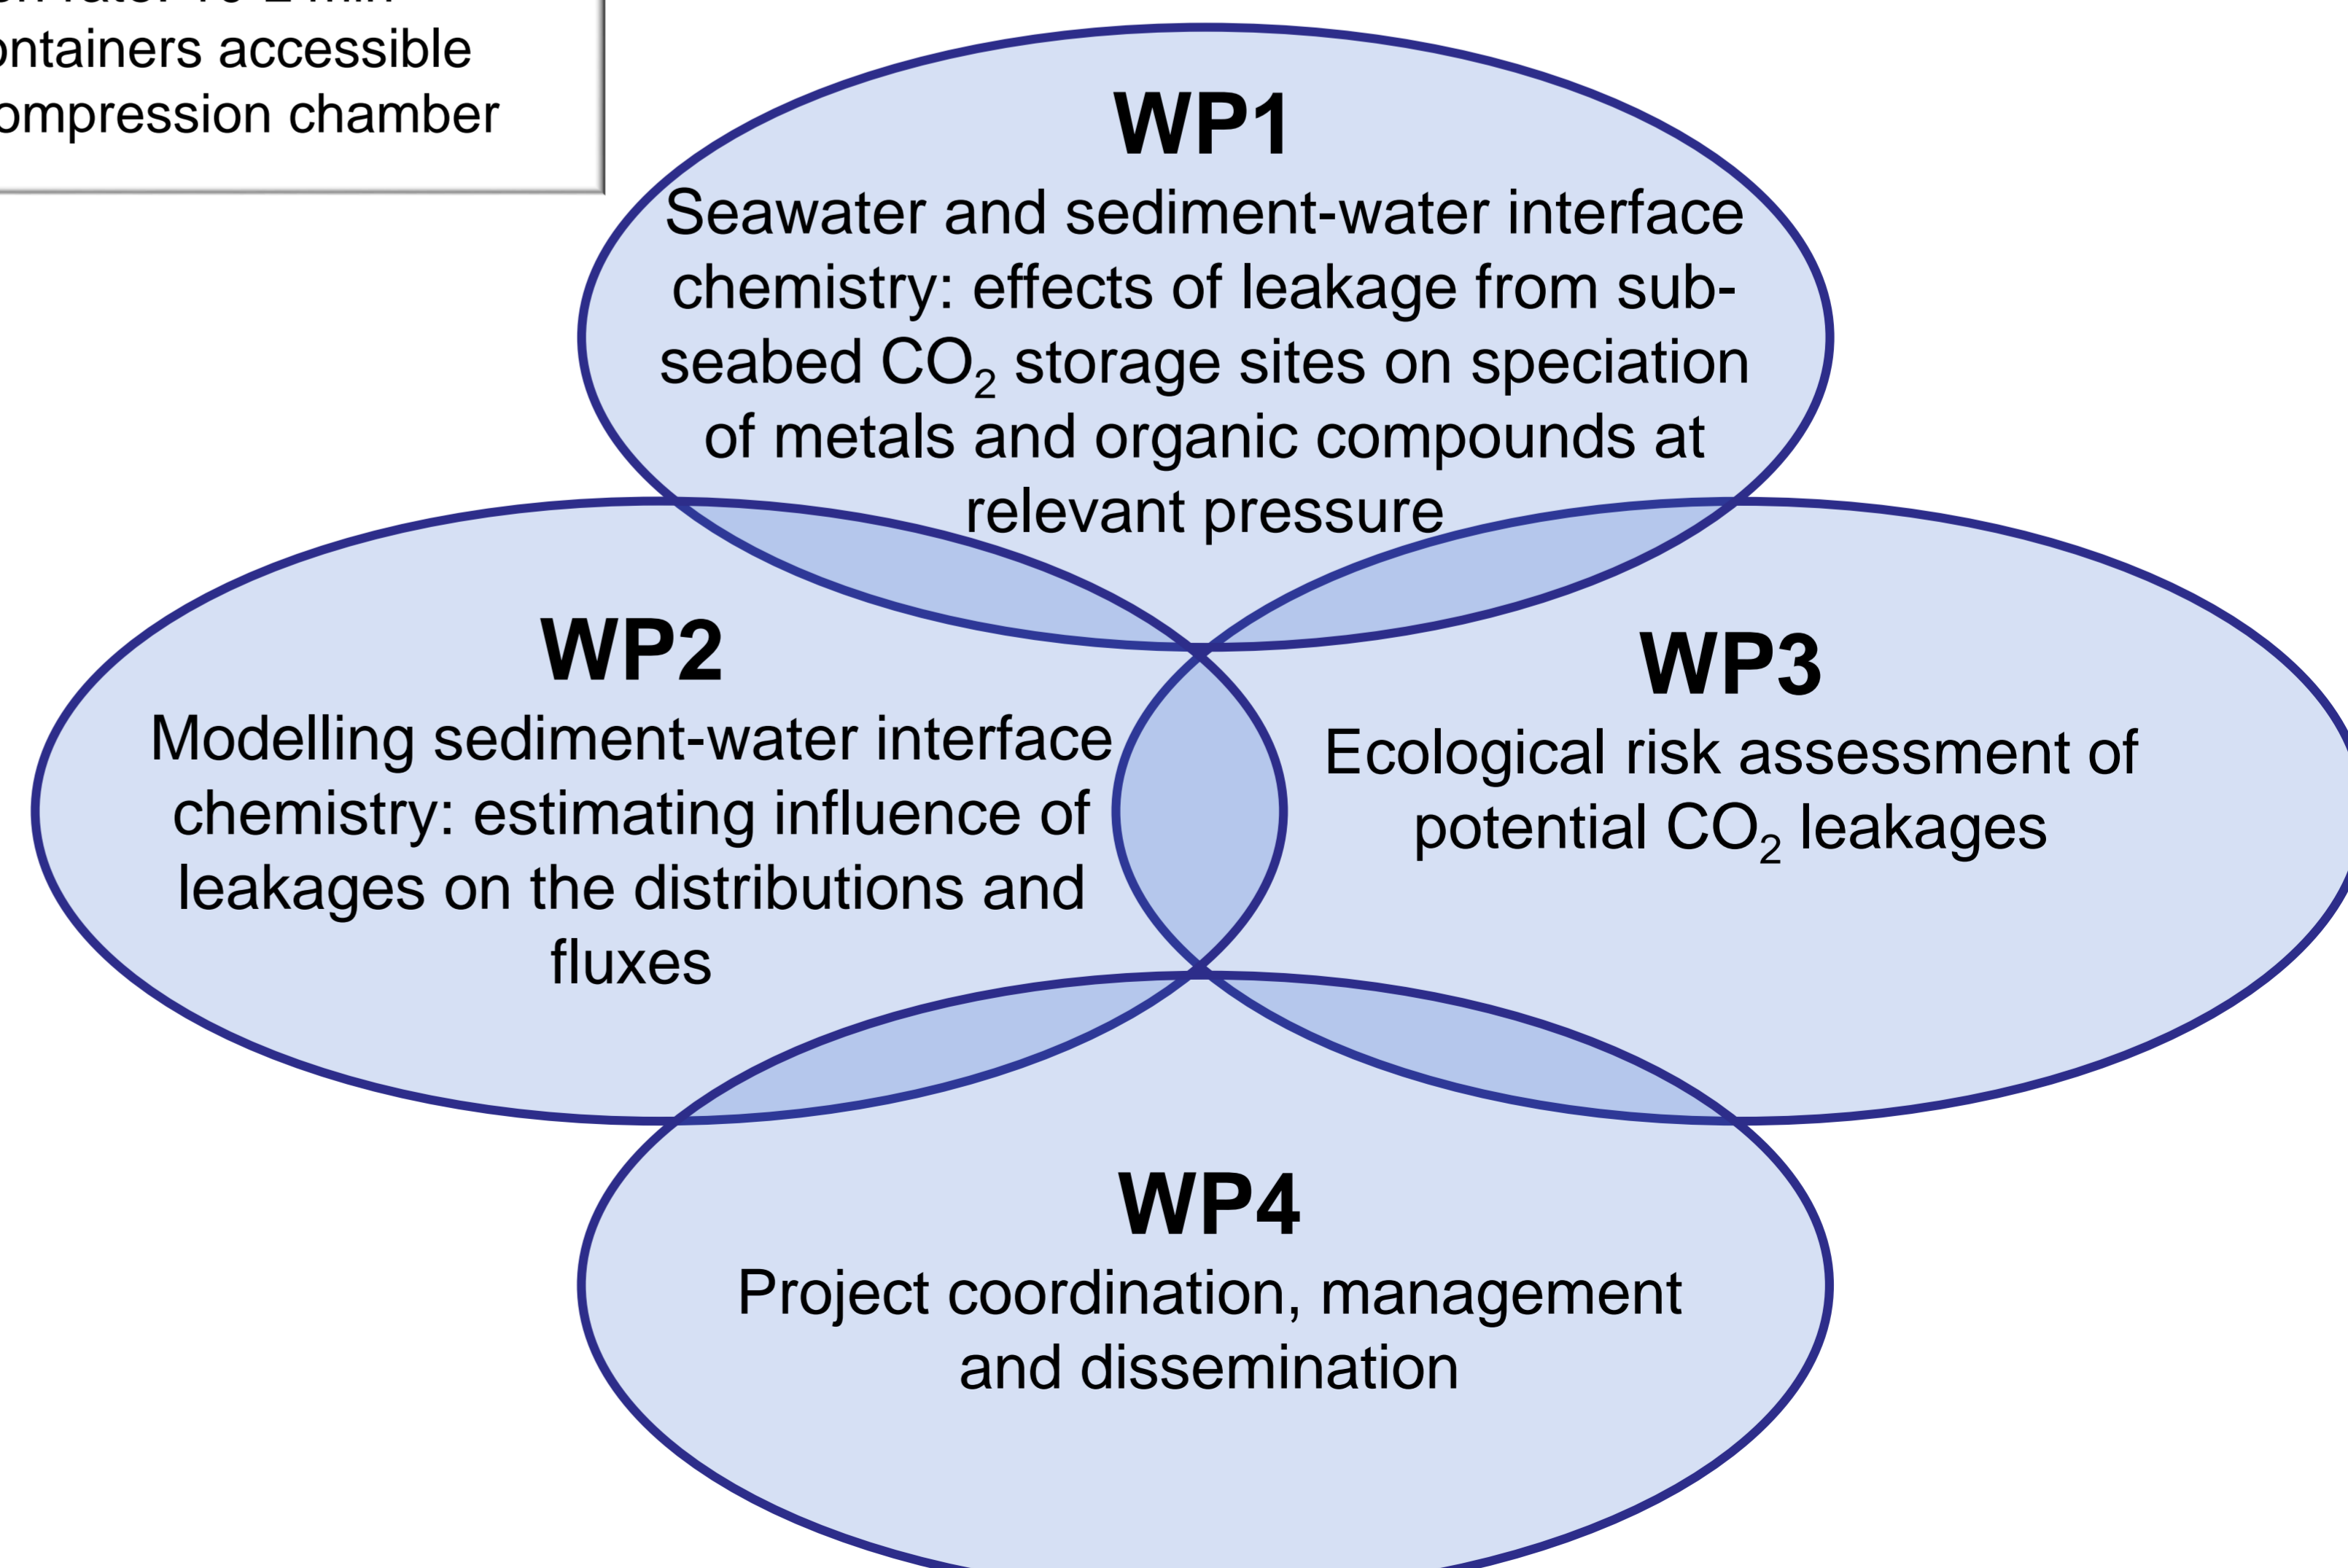 ontainers accessible
ompression chamber
WP1
Seawater and sediment-water interface
chemistry: effects of leakage from sub-
seabed CO₂ storage sites on speciation
of metals and organic compounds at
relevant pressure
WP2
Modelling sediment-water interface
chemistry: estimating influence of
leakages on the distributions and
fluxes
WP3
Ecological risk assessment of
potential CO₂ leakages
WP4
Project coordination, management
and dissemination